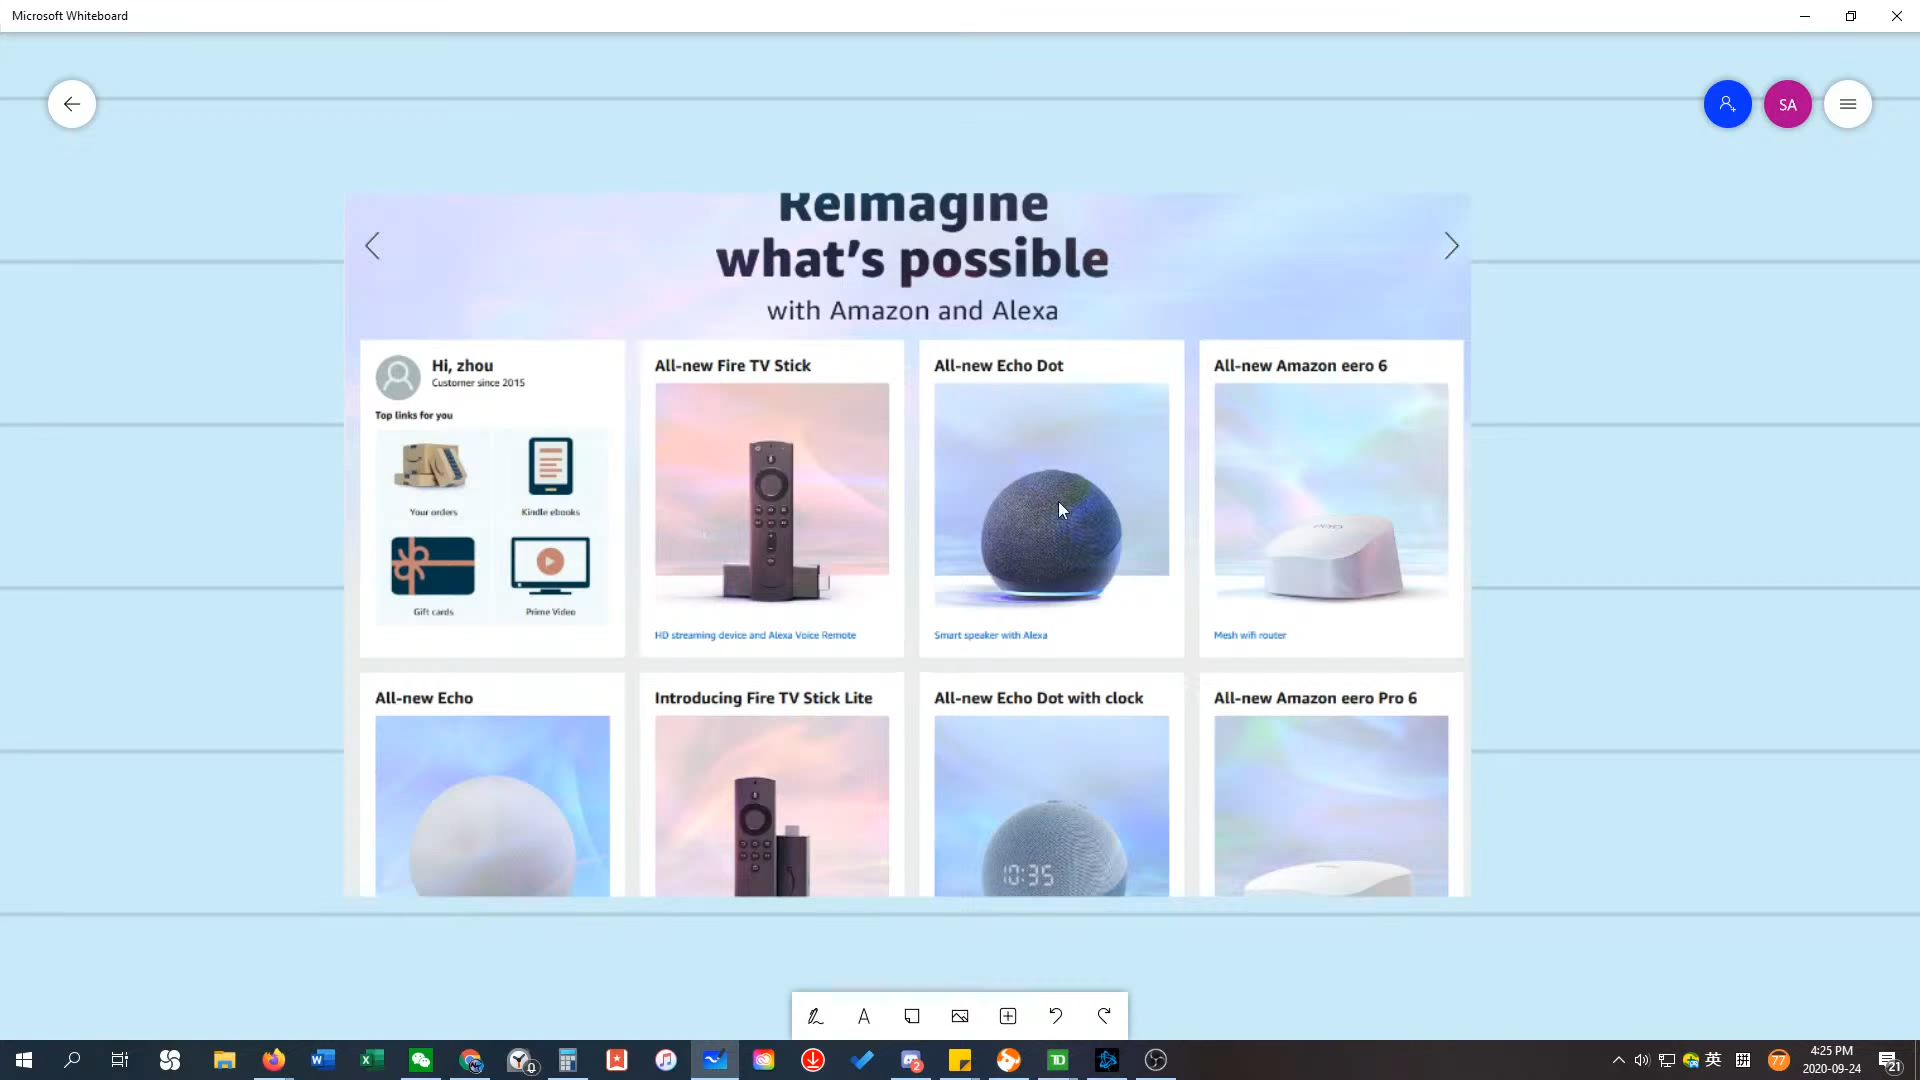 Microsoft Whiteboard
SA
Reimagine
what's possible
with Amazon and Alexa
Hi, zhou
Customer since 2015
Top links for you
Your orders
Kindle ebooks
Gift cards
Prime Video
All-new Fire TV Stick
HD streaming device and Alexa Voice Remote
All-new Echo Dot
Smart speaker with Alexa
All-new Amazon eero 6
Mesh wifi router
All-new Echo
Introducing Fire TV Stick Lite
All-new Echo Dot with clock
10:35
All-new Amazon eero Pro 6
英
拼
77
4:25 PM
2020-09-24
21